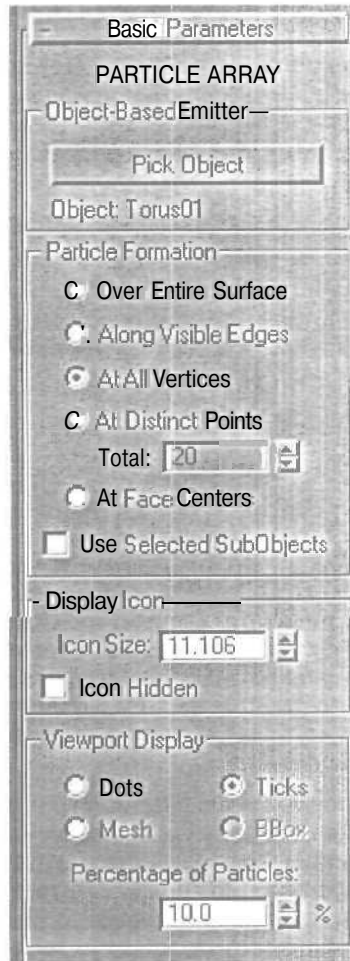 - Basic Parameters
PARTICLE ARRAY
Object-Based Emitter
Pick Object
Object: Torus01
Particle Formation
Over Entire Surface
Along Visible Edges
At All Vertices
At Distinct Points
Total: 20
At Face Centers
Use Selected SubObjects
Display Icon
Icon Size: 11.106
Icon Hidden
Viewport Display
Dots Ticks
Mesh BBox
Percentage of Particles:
10.0 %